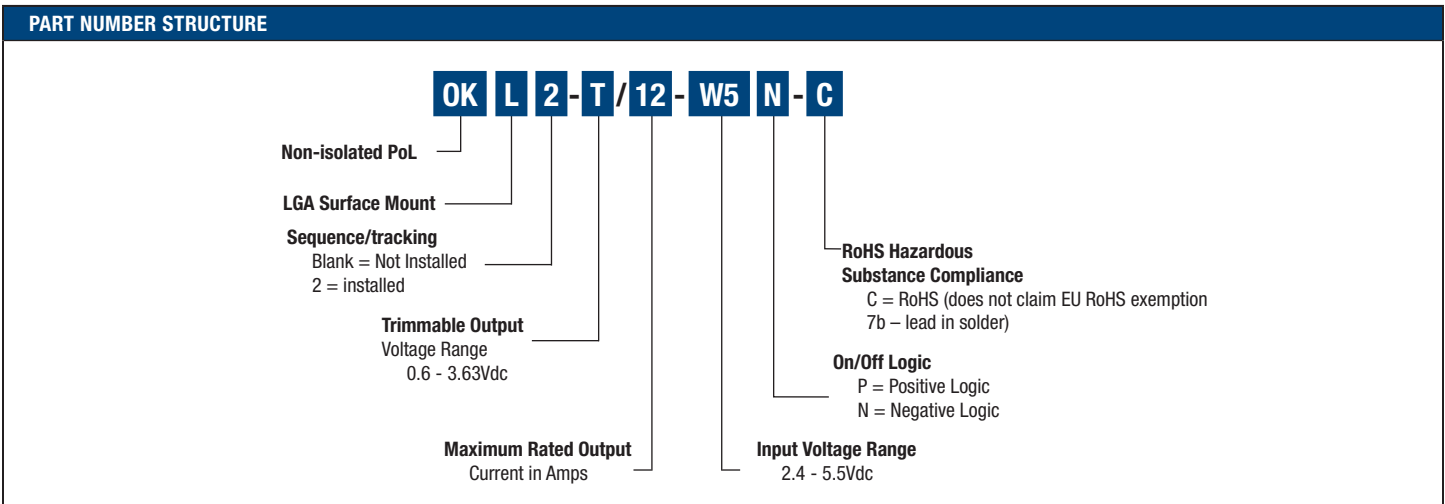 PART NUMBER STRUCTURE
OK L 2 - T / 12 - W5 N - C
Non-isolated PoL
LGA Surface Mount
Sequence/tracking
Blank = Not Installed
2 = installed
Trimmable Output
Voltage Range
0.6 - 3.63Vdc
Maximum Rated Output
Current in Amps
RoHS Hazardous
Substance Compliance
C = RoHS (does not claim EU RoHS exemption
7b – lead in solder)
On/Off Logic
P = Positive Logic
N = Negative Logic
Input Voltage Range
2.4 - 5.5Vdc